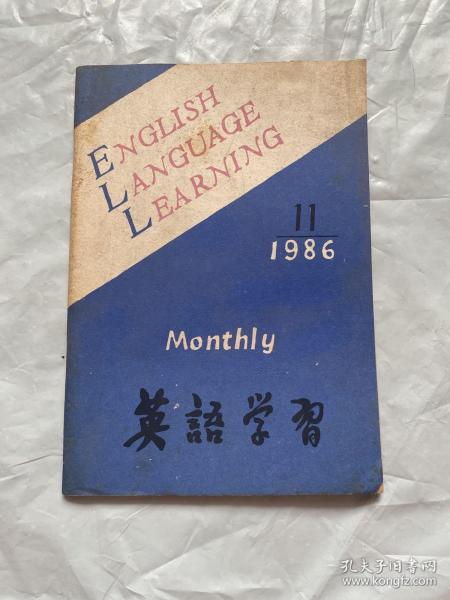 ENGLISH
LANGUAGE
LEARNING
11
1986
Monthly
英語学習
孔夫子旧书网
www.kongfz.com